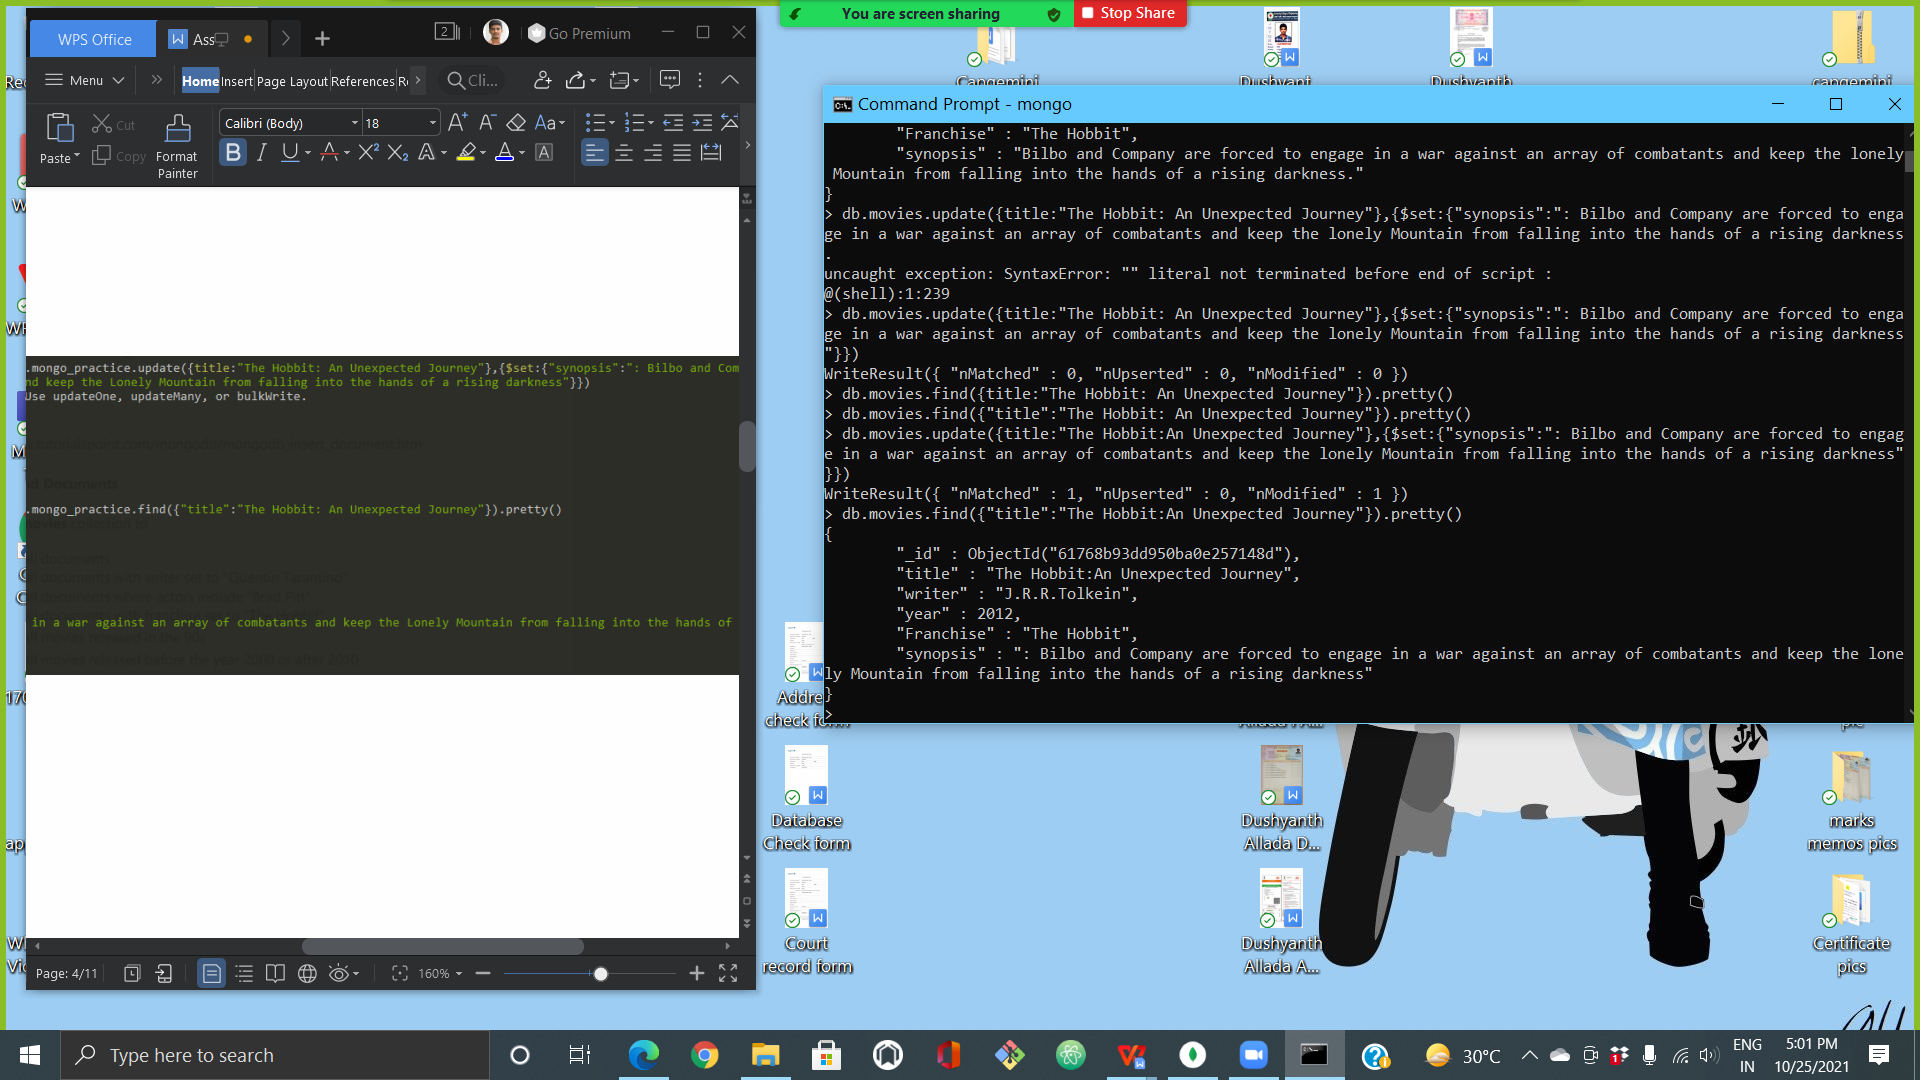 You are screen sharing
Stop Share
WPS Office
Ass
2
Go Premium
Menu
Home Insert Page Layout References
Cli...
Paste
Cut
Copy
Format
Painter
Calibri (Body)
18
.mongo_practice.update({title:"The Hobbit: An Unexpected Journey"},{$set:{"synopsis":": Bilbo and Com
nd keep the Lonely Mountain from falling into the hands of a rising darkness"}})
Use updateOne, updateMany, or bulkWrite.
.mongo_practice.find({"title":"The Hobbit: An Unexpected Journey"}).pretty()
in a war against an array of combatants and keep the Lonely Mountain from falling into the hands of
Page: 4/11
160%
Capgemini
Dushyant
Dushyanth
capgemini
Command Prompt - mongo
"Franchise" : "The Hobbit",
"synopsis" : "Bilbo and Company are forced to engage in a war against an array of combatants and keep the lonely
Mountain from falling into the hands of a rising darkness."
}
> db.movies.update({title:"The Hobbit: An Unexpected Journey"},{$set:{"synopsis":": Bilbo and Company are forced to enga
ge in a war against an array of combatants and keep the lonely Mountain from falling into the hands of a rising darkness
.
uncaught exception: SyntaxError: "" literal not terminated before end of script :
@(shell):1:239
> db.movies.update({title:"The Hobbit: An Unexpected Journey"},{$set:{"synopsis":": Bilbo and Company are forced to enga
ge in a war against an array of combatants and keep the lonely Mountain from falling into the hands of a rising darkness
"}})
WriteResult({ "nMatched" : 0, "nUpserted" : 0, "nModified" : 0 })
> db.movies.find({title:"The Hobbit: An Unexpected Journey"}).pretty()
> db.movies.find({"title":"The Hobbit: An Unexpected Journey"}).pretty()
> db.movies.update({title:"The Hobbit:An Unexpected Journey"},{$set:{"synopsis":": Bilbo and Company are forced to engag
e in a war against an array of combatants and keep the lonely Mountain from falling into the hands of a rising darkness"
}})
WriteResult({ "nMatched" : 1, "nUpserted" : 0, "nModified" : 1 })
> db.movies.find({"title":"The Hobbit:An Unexpected Journey"}).pretty()
{
"_id" : ObjectId("61768b93dd950ba0e257148d"),
"title" : "The Hobbit:An Unexpected Journey",
"writer" : "J.R.R.Tolkein",
"year" : 2012,
"Franchise" : "The Hobbit",
"synopsis" : ": Bilbo and Company are forced to engage in a war against an array of combatants and keep the lone
ly Mountain from falling into the hands of a rising darkness"
}
>
Addre
check form
Database
Check form
Court
record form
Dushyanth
Allada D...
Dushyanth
Allada A...
pic
marks
memos pics
Certificate
pics
Type here to search
30°C
ENG
IN
5:01 PM
10/25/2021